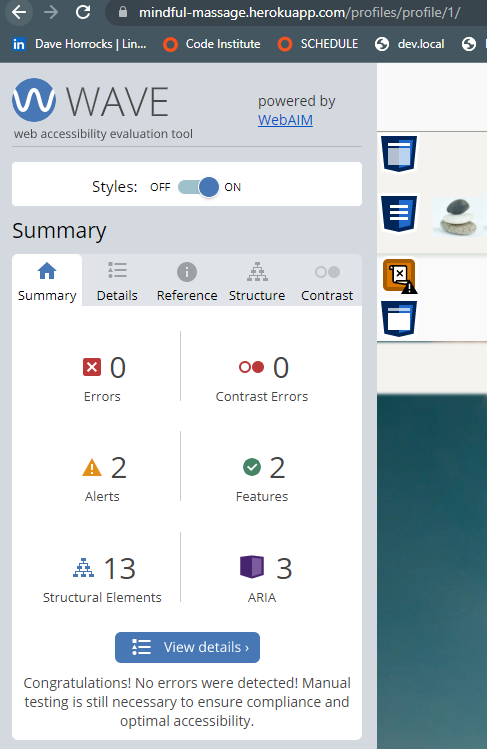 mindful-massage.herokuapp.com/profiles/profile/1/
in Dave Horrocks | Lin... Code Institute SCHEDULE dev.local
WAVE
web accessibility evaluation tool
powered by
WebAIM
Styles: OFF ON
Summary
Summary Details Reference Structure Contrast
0 0
Errors Contrast Errors
2 2
Alerts Features
13 3
Structural Elements ARIA
View details ›
Congratulations! No errors were detected! Manual
testing is still necessary to ensure compliance and
optimal accessibility.